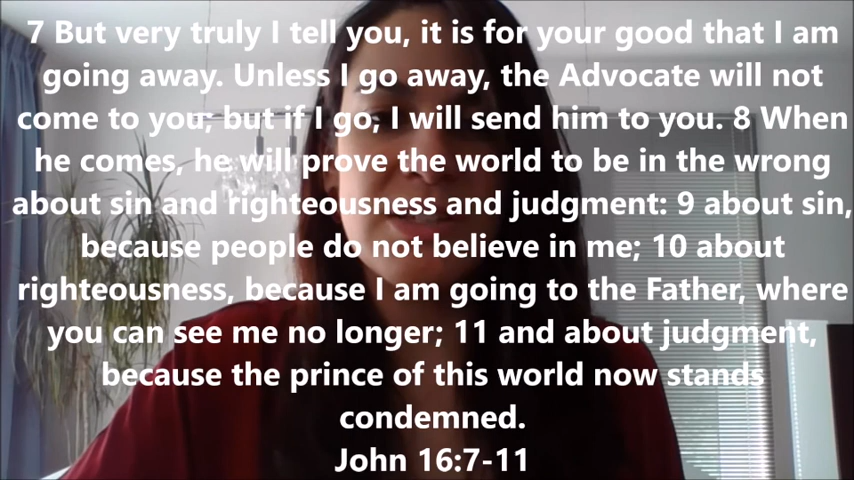 7 But very truly I tell you, it is for your good that I am
going away. Unless I go away, the Advocate will not
come to you; but if I go, I will send him to you. 8 When
he comes, he will prove the world to be in the wrong
about sin and righteousness and judgment: 9 about sin,
because people do not believe in me; 10 about
righteousness, because I am going to the Father, where
you can see me no longer; 11 and about judgment,
because the prince of this world now stands
condemned.
John 16:7-11